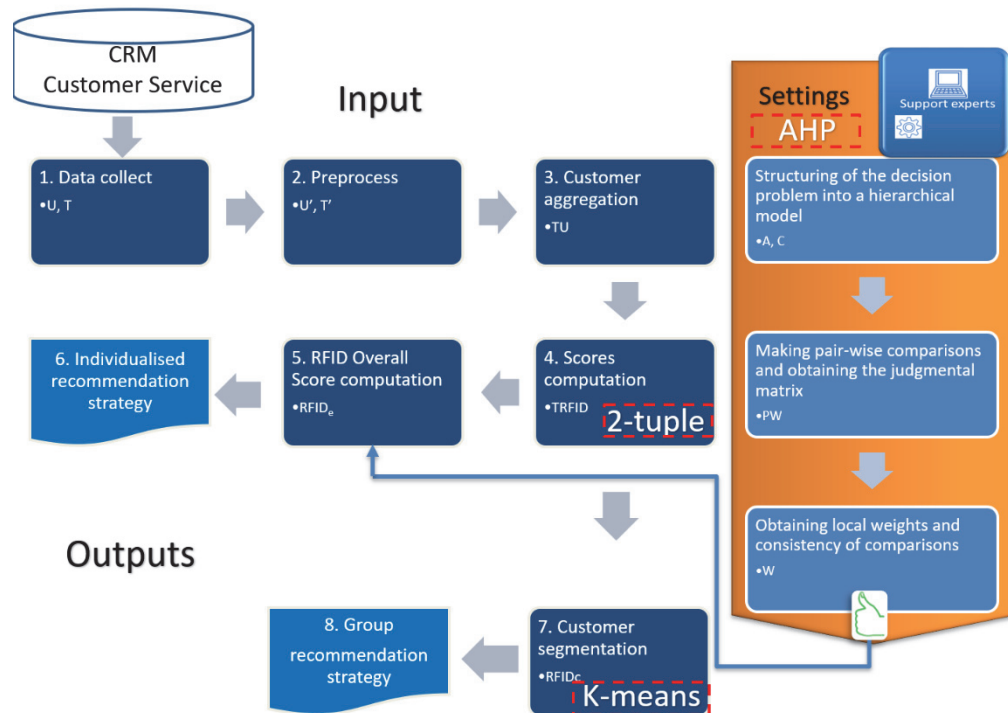 CRM
Customer Service
Input
1. Data collect
•U, T
2. Preprocess
•U’, T’
3. Customer
aggregation
•TU
4. Scores
computation
•TRFID
2-tuple
5. RFID Overall
Score computation
•RFIDe
6. Individualised
recommendation
strategy
Outputs
7. Customer
segmentation
•RFIDc
K-means
8. Group
recommendation
strategy
Settings
AHP
Support experts
Structuring of the decision
problem into a hierarchical
model
•A, C
Making pair-wise comparisons
and obtaining the judgmental
matrix
•PW
Obtaining local weights and
consistency of comparisons
•W